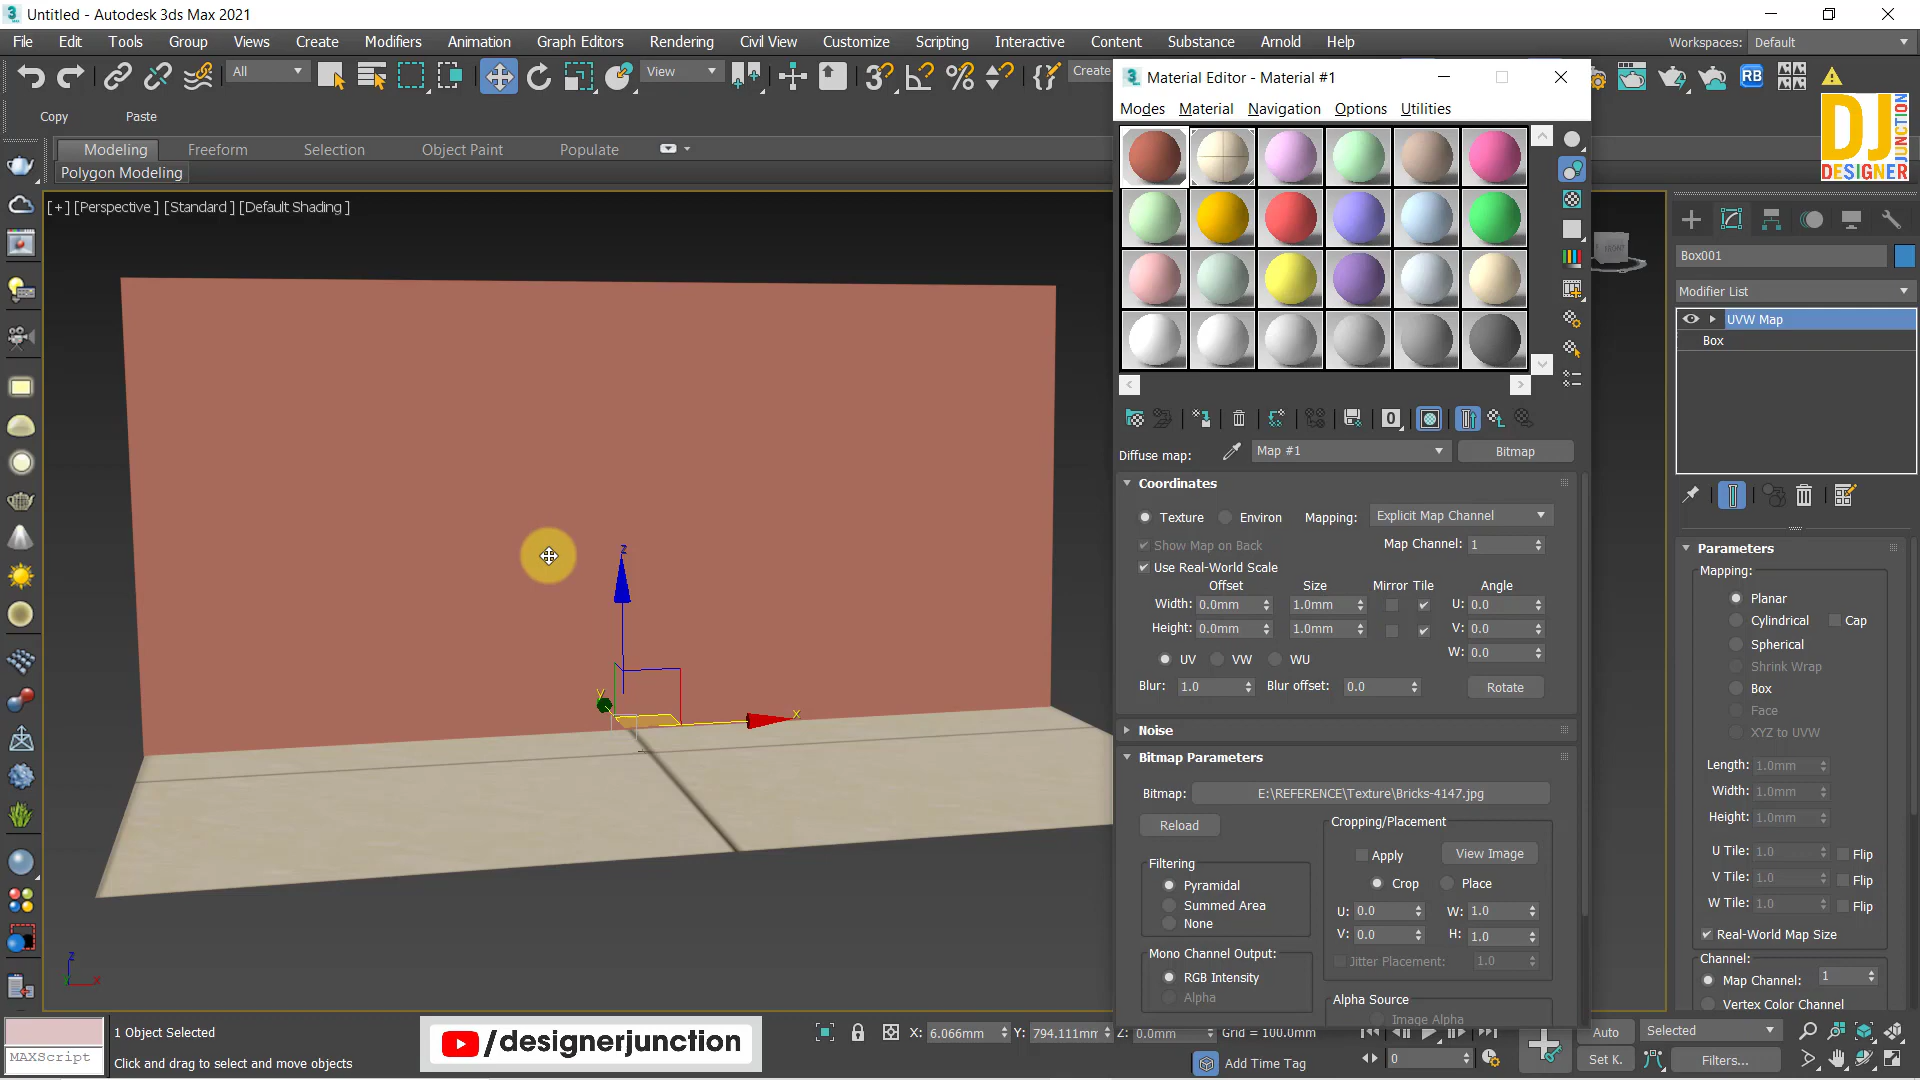 Untitled - Autodesk 3ds Max 2021
File Edit Tools Group Views Create Modifiers Animation Graph Editors Rendering Civil View Customize Scripting Interactive Content Substance Arnold Help
Workspaces: Default
All View Create
RB
Copy Paste
Modeling Freeform Selection Object Paint Populate
Polygon Modeling
[+] [Perspective ] [Standard ] [Default Shading ]
FRONT
z
y
x
z
x
Material Editor - Material #1
Modes Material Navigation Options Utilities
0
Diffuse map: Map #1 Bitmap
Coordinates
Texture Environ Mapping: Explicit Map Channel
Show Map on Back Map Channel: 1
Use Real-World Scale
Offset Size Mirror Tile Angle
Width: 0.0mm 1.0mm U: 0.0
Height: 0.0mm 1.0mm V: 0.0
W: 0.0
UV VW WU
Blur: 1.0 Blur offset: 0.0 Rotate
Noise
Bitmap Parameters
Bitmap: E:\REFERENCE\Texture\Bricks-4147.jpg
Reload
Cropping/Placement
Apply View Image
Crop Place
U: 0.0 W: 1.0
V: 0.0 H: 1.0
Jitter Placement: 1.0
Filtering
Pyramidal
Summed Area
None
Mono Channel Output:
RGB Intensity
Alpha
Alpha Source
Image Alpha
DJ
JUNCTION
DESIGNER
Box001
Modifier List
UVW Map
Box
Parameters
Mapping:
Planar
Cylindrical Cap
Spherical
Shrink Wrap
Box
Face
XYZ to UVW
Length: 1.0mm
Width: 1.0mm
Height: 1.0mm
U Tile: 1.0 Flip
V Tile: 1.0 Flip
W Tile: 1.0 Flip
Real-World Map Size
Channel:
Map Channel: 1
Vertex Color Channel
MAXScript
1 Object Selected
Click and drag to select and move objects
/designerjunction
X: 6.066mm Y: 794.111mm Z: 0.0mm Grid = 100.0mm
Add Time Tag
0
Auto Selected
Set K. Filters...